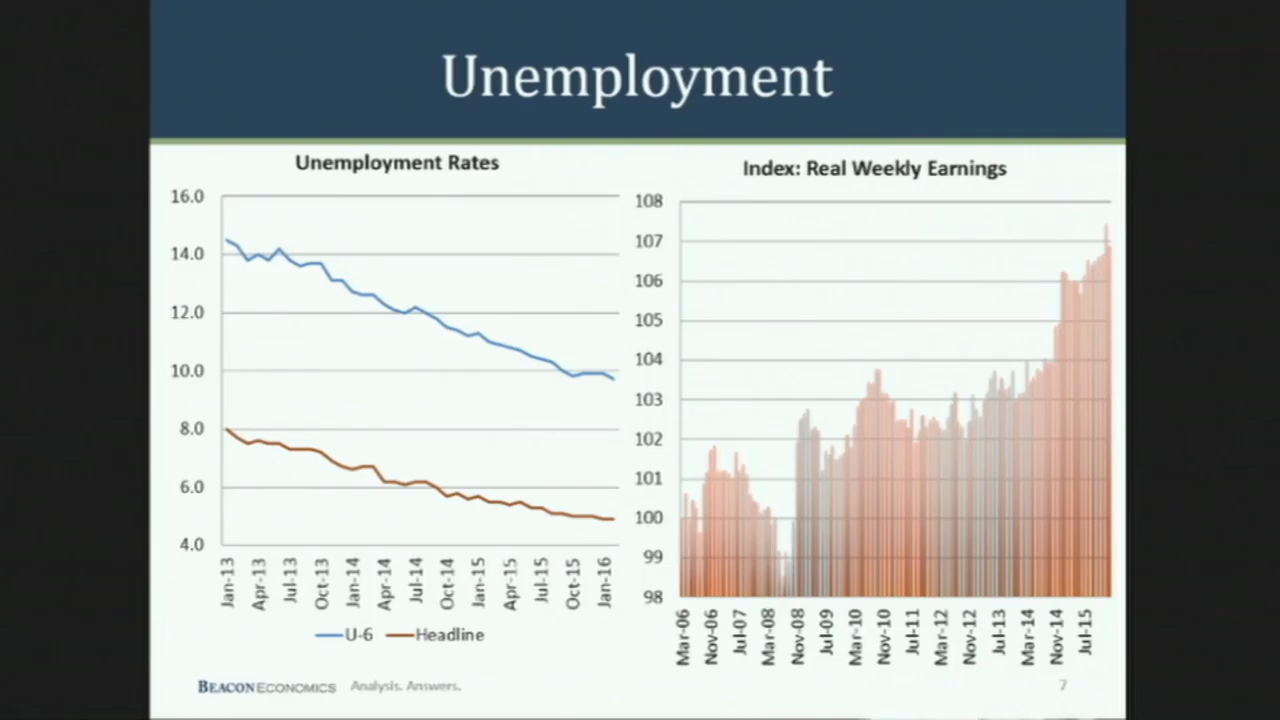 Unemployment
Unemployment Rates
16.0
14.0
12.0
10.0
8.0
6.0
4.0
Jan-13
Apr-13
Jul-13
Oct-13
Jan-14
Apr-14
Jul-14
Oct-14
Jan-15
Apr-15
Jul-15
Oct-15
Jan-16
U-6
Headline
Index: Real Weekly Earnings
108
107
106
105
104
103
102
101
100
99
98
Mar-06
Nov-06
Jul-07
Mar-08
Nov-08
Jul-09
Mar-10
Nov-10
Jul-11
Mar-12
Nov-12
Jul-13
Mar-14
Nov-14
Jul-15
BEACON ECONOMICS Analysis. Answers.
7